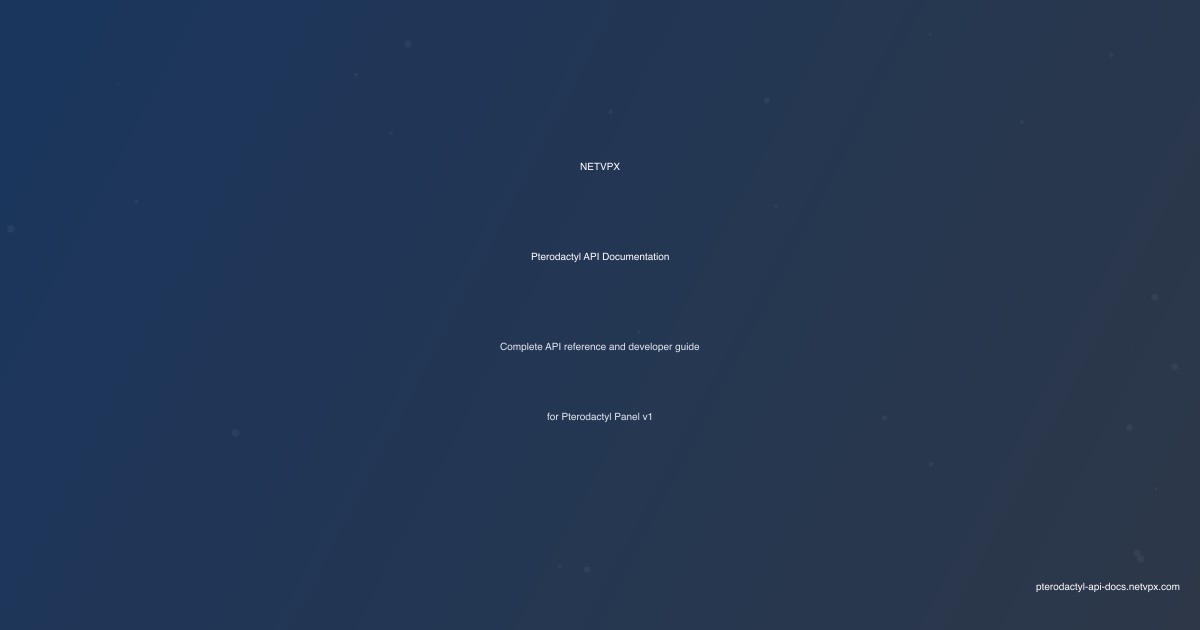 NETVPX
Pterodactyl API Documentation
Complete API reference and developer guide
for Pterodactyl Panel v1
pterodactyl-api-docs.netvpx.com